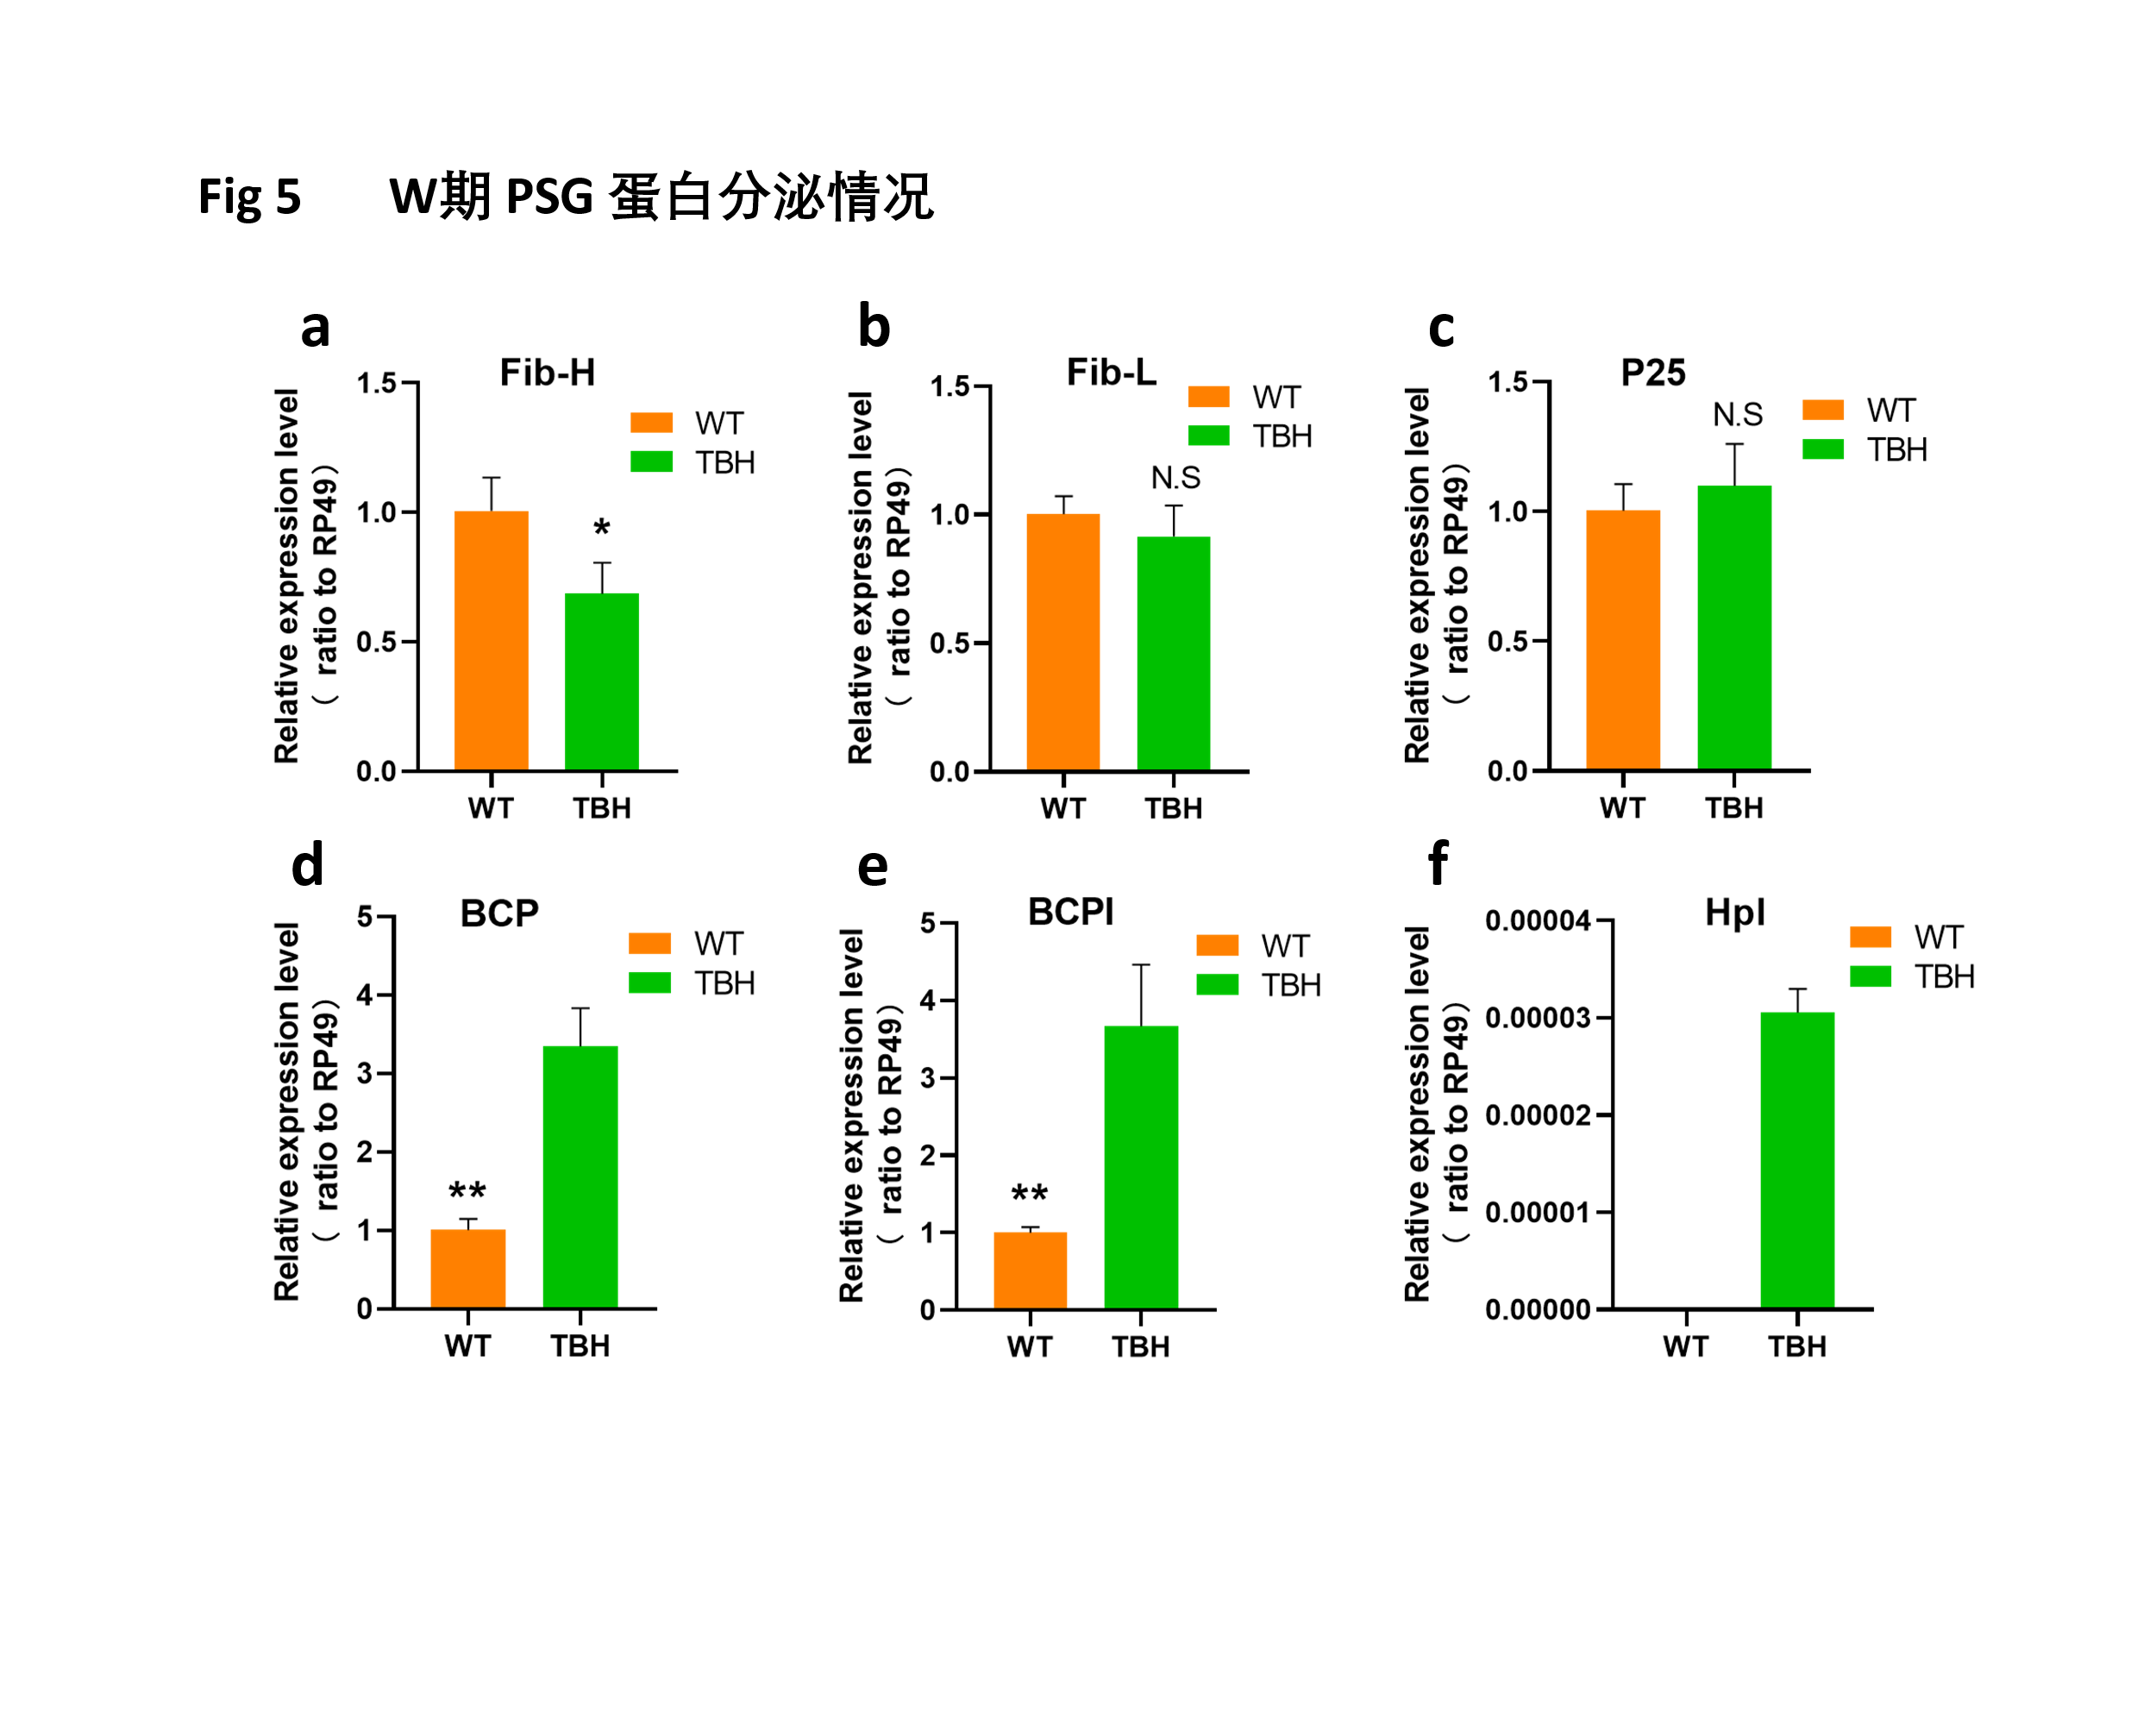 Fig 5 W期 PSG 蛋白分泌情况
a
Fib-H
Relative expression level
( ratio to RP49)
1.5
1.0
0.5
0.0
*
WT
TBH
WT
TBH
b
Fib-L
Relative expression level
( ratio to RP49)
1.5
1.0
0.5
0.0
N.S
WT
TBH
WT
TBH
c
P25
Relative expression level
( ratio to RP49)
1.5
1.0
0.5
0.0
N.S
WT
TBH
WT
TBH
d
BCP
Relative expression level
( ratio to RP49)
5
4
3
2
1
0
**
WT
TBH
WT
TBH
e
BCPI
Relative expression level
( ratio to RP49)
5
4
3
2
1
0
**
WT
TBH
WT
TBH
f
Hpl
Relative expression level
( ratio to RP49)
0.00004
0.00003
0.00002
0.00001
0.00000
WT
TBH
WT
TBH